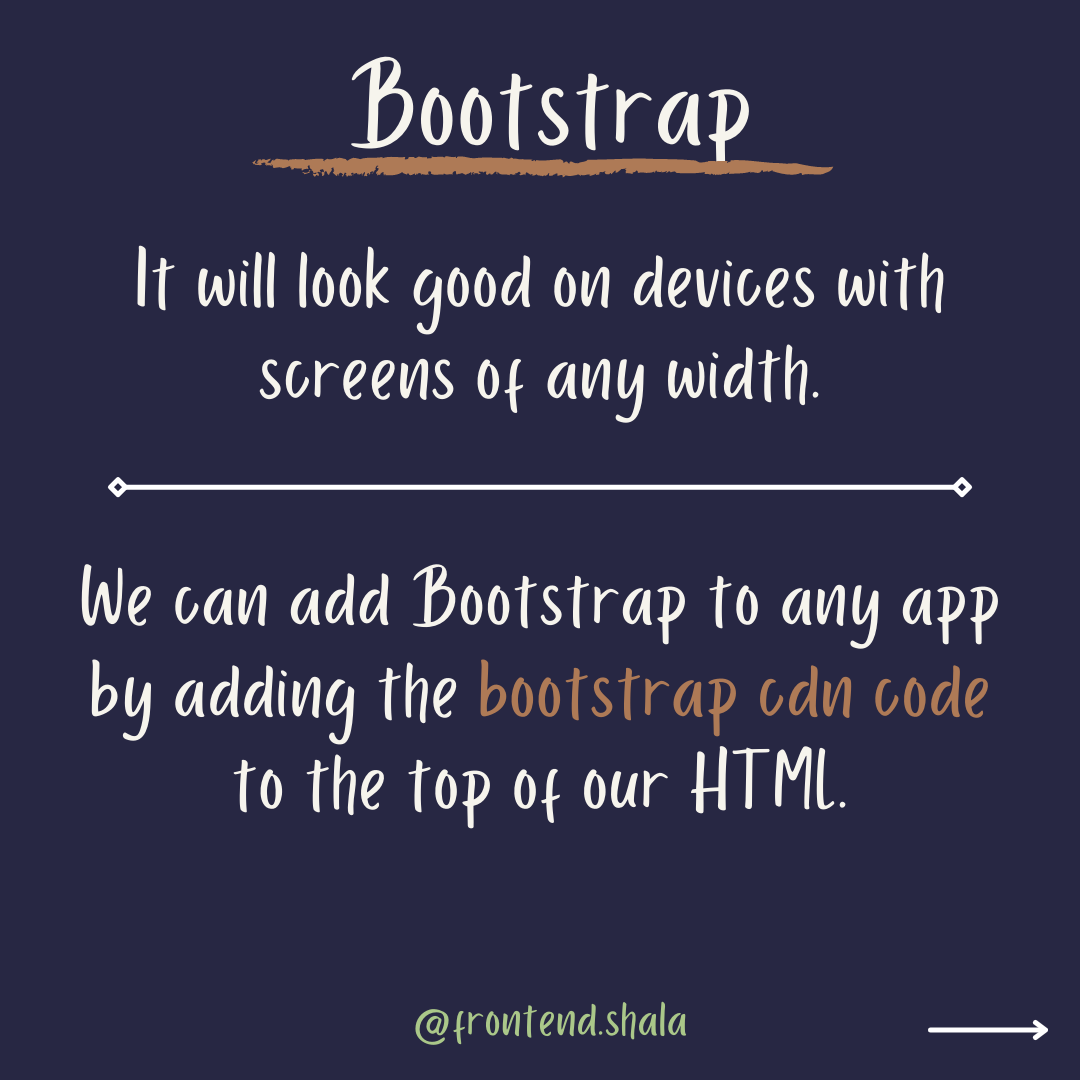 Bootstrap
It will look good on devices with
screens of any width.
We can add Bootstrap to any app
by adding the bootstrap cdn code
to the top of our HTML.
@frontend.shala